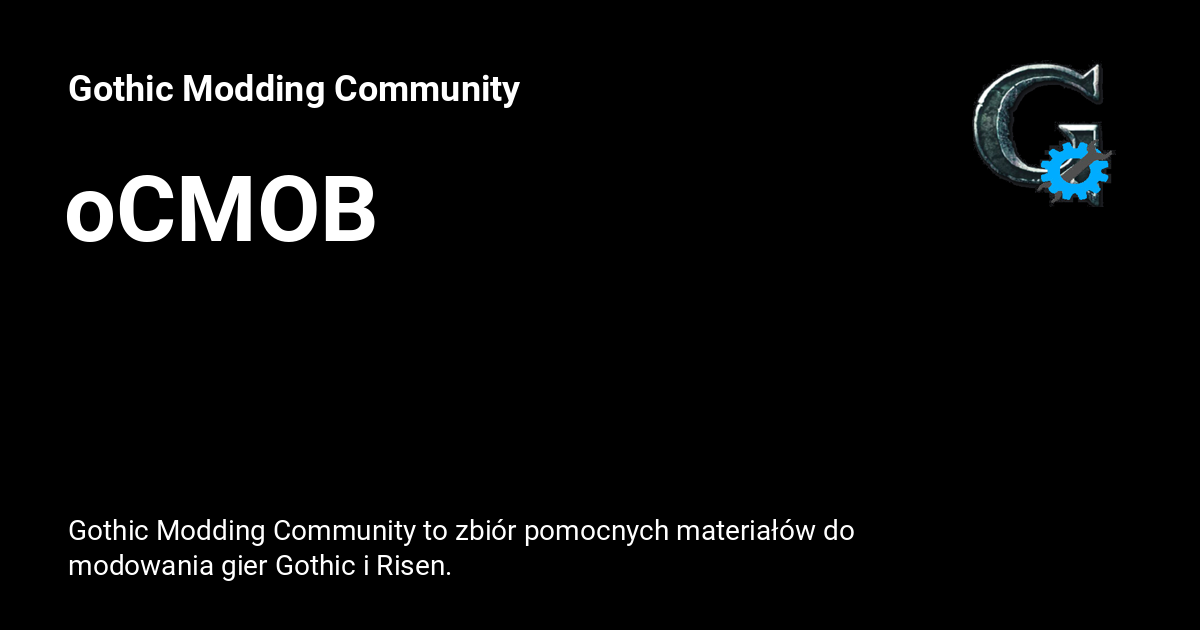 Gothic Modding Community
oCMOB
Gothic Modding Community to zbiór pomocnych materiałów do
modowania gier Gothic i Risen.